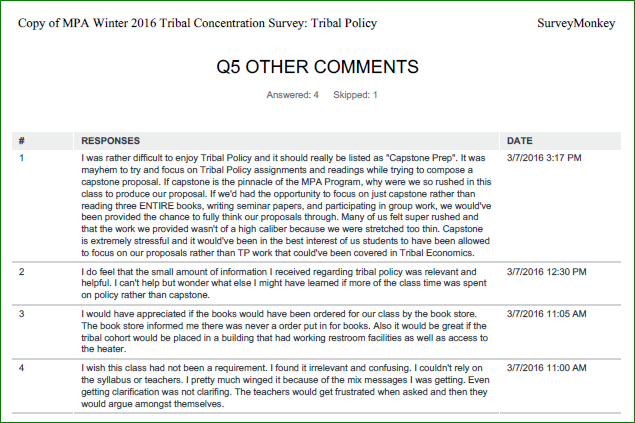 Copy of MPA Winter 2016 Tribal Concentration Survey: Tribal Policy SurveyMonkey
Q5 OTHER COMMENTS
Answered: 4 Skipped: 1
# RESPONSES DATE
1 I was rather difficult to enjoy Tribal Policy and it should really be listed as "Capstone Prep". It was 3/7/2016 3:17 PM
mayhem to try and focus on Tribal Policy assignments and readings while trying to compose a
capstone proposal. If capstone is the pinnacle of the MPA Program, why were we so rushed in this
class to produce our proposal. If we'd had the opportunity to focus on just capstone rather than
reading three ENTIRE books, writing seminar papers, and participating in group work, we would've
been provided the chance to fully think our proposals through. Many of us felt super rushed and
that the work we provided wasn't of a high caliber because we were stretched too thin. Capstone
is extremely stressful and it would've been in the best interest of us students to have been allowed
to focus on our proposals rather than TP work that could've been covered in Tribal Economics.
2 I do feel that the small amount of information I received regarding tribal policy was relevant and 3/7/2016 12:30 PM
helpful. I can't help but wonder what else I might have learned if more of the class time was spent
on policy rather than capstone.
3 I would have appreciated if the books would have been ordered for our class by the book store. 3/7/2016 11:05 AM
The book store informed me there was never a order put in for books. Also it would be great if the
tribal cohort would be placed in a building that had working restroom facilities as well as access to
the heater.
4 I wish this class had not been a requirement. I found it irrelevant and confusing. I couldn't rely on 3/7/2016 11:00 AM
the syllabus or teachers. I pretty much winged it because of the mix messages I was getting. Even
getting clarification was not clarifing. The teachers would get frustrated when asked and then they
would argue amongst themselves.